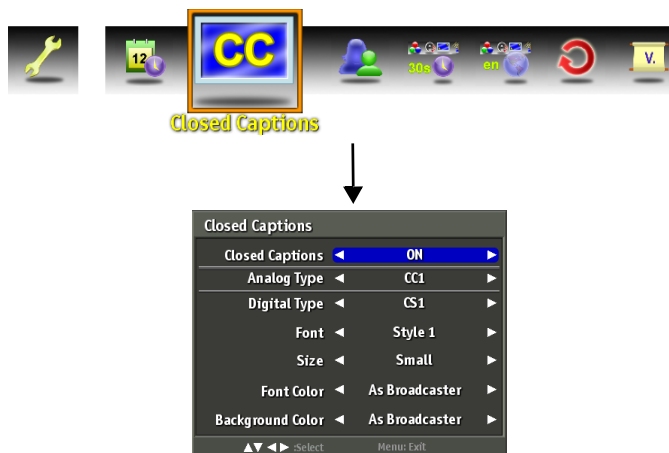 12
CC
30s
en
V.
Closed Captions
Closed Captions
Closed Captions ON
Analog Type CC1
Digital Type CS1
Font Style 1
Size Small
Font Color As Broadcaster
Background Color As Broadcaster
:Select Menu: Exit